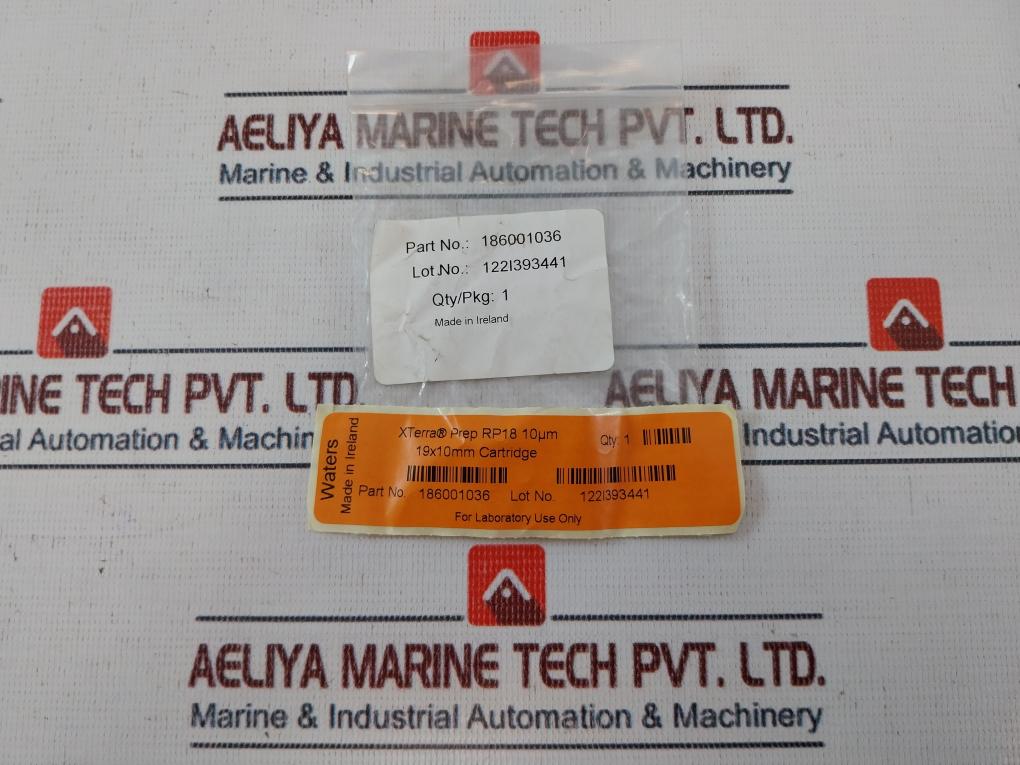 AELIYA MARINE TECH PVT. LTD.
Marine & Industrial Automation & Machinery
Part No.: 186001036
Lot.No.: 122I393441
Qty/Pkg: 1
Made in Ireland
INE TECH PVT. LTD.
al Automation & Machin
AELIYA MARINE TECH
Industrial Automatio
Waters
Made in Ireland
XTerra® Prep RP18 10µm
19x10mm Cartridge
Qty: 1
Part No. 186001036 Lot No. 122I393441
For Laboratory Use Only
AELIYA MARINE TECH PVT. LTD.
Marine & Industrial Automation & Machinery